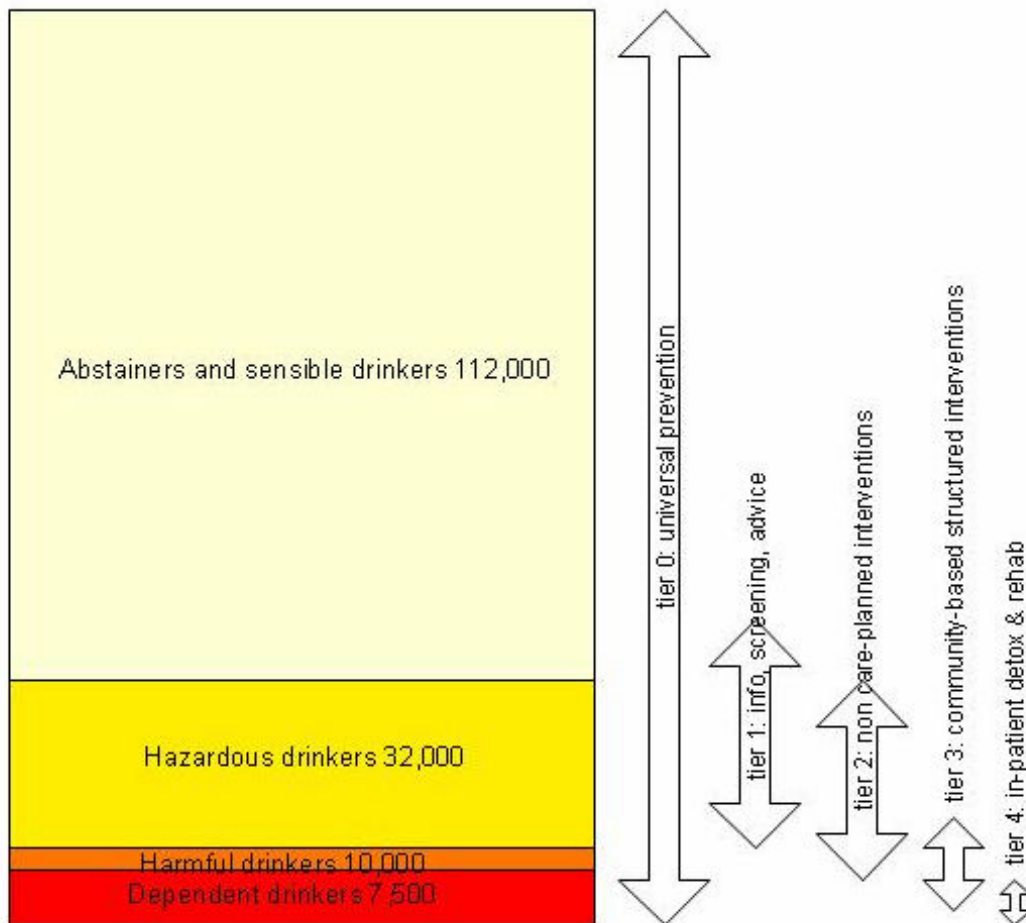 Abstainers and sensible drinkers 112,000
Hazardous drinkers 32,000
Harmful drinkers 10,000
Dependent drinkers 7,500
tier 0: universal prevention
tier 1: info, screening, advice
tier 2: non care-planned interventions
tier 3: community-based structured interventions
tier 4: in-patient detox & rehab